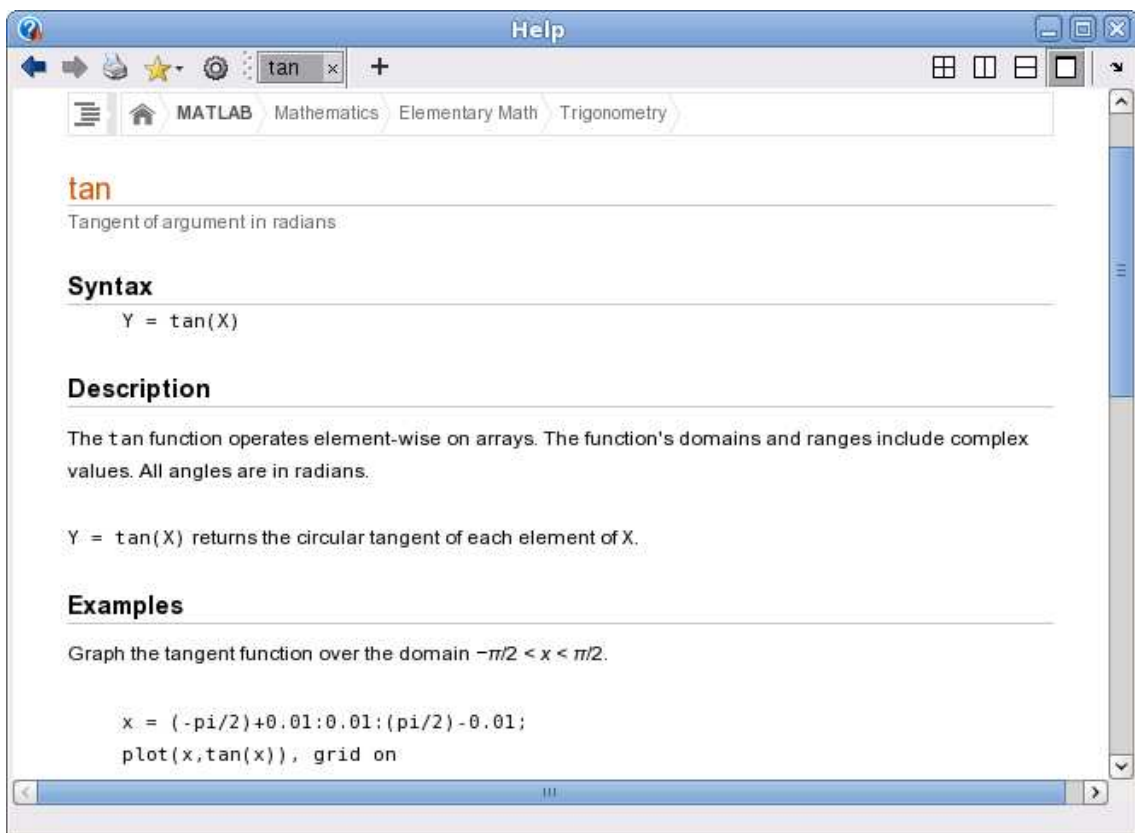 Help
tan
MATLAB Mathematics Elementary Math Trigonometry
tan
Tangent of argument in radians
Syntax
Y = tan(X)
Description
The tan function operates element-wise on arrays. The function's domains and ranges include complex
values. All angles are in radians.
Y = tan(X) returns the circular tangent of each element of X.
Examples
Graph the tangent function over the domain −π/2 < x < π/2.
x = (-pi/2)+0.01:0.01:(pi/2)-0.01;
plot(x,tan(x)), grid on